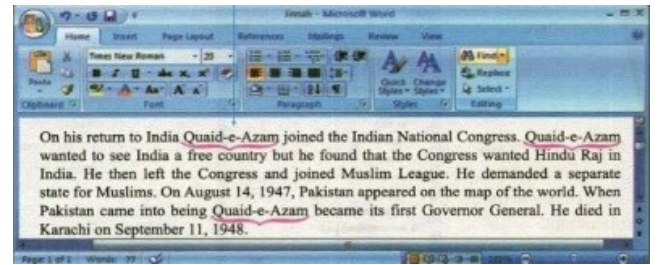 Jinnah - Microsoft Word
Home Insert Page Layout References Mailings Review View
Times New Roman 20
Find
Replace
Select
Paste
Quick Styles Change Styles
Clipboard Font Paragraph Styles Editing
On his return to India Quaid-e-Azam joined the Indian National Congress. Quaid-e-Azam
wanted to see India a free country but he found that the Congress wanted Hindu Raj in
India. He then left the Congress and joined Muslim League. He demanded a separate
state for Muslims. On August 14, 1947, Pakistan appeared on the map of the world. When
Pakistan came into being Quaid-e-Azam became its first Governor General. He died in
Karachi on September 11, 1948.
Page: 1 of 1 Words: 77